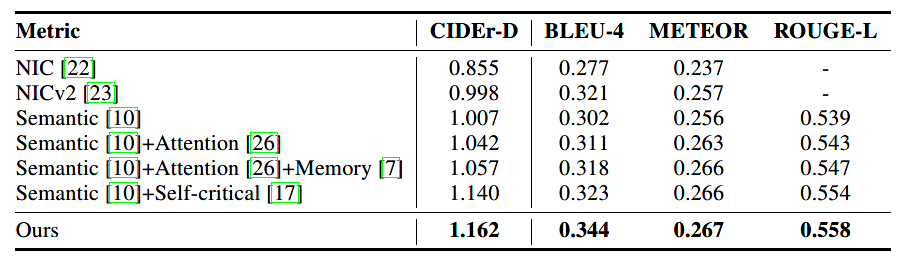 Metric CIDEr-D BLEU-4 METEOR ROUGE-L
NIC [22] 0.855 0.277 0.237 -
NICv2 [23] 0.998 0.321 0.257 -
Semantic [10] 1.007 0.302 0.256 0.539
Semantic [10]+Attention [26] 1.042 0.311 0.263 0.543
Semantic [10]+Attention [26]+Memory [7] 1.057 0.318 0.266 0.547
Semantic [10]+Self-critical [17] 1.140 0.323 0.266 0.554
Ours 1.162 0.344 0.267 0.558